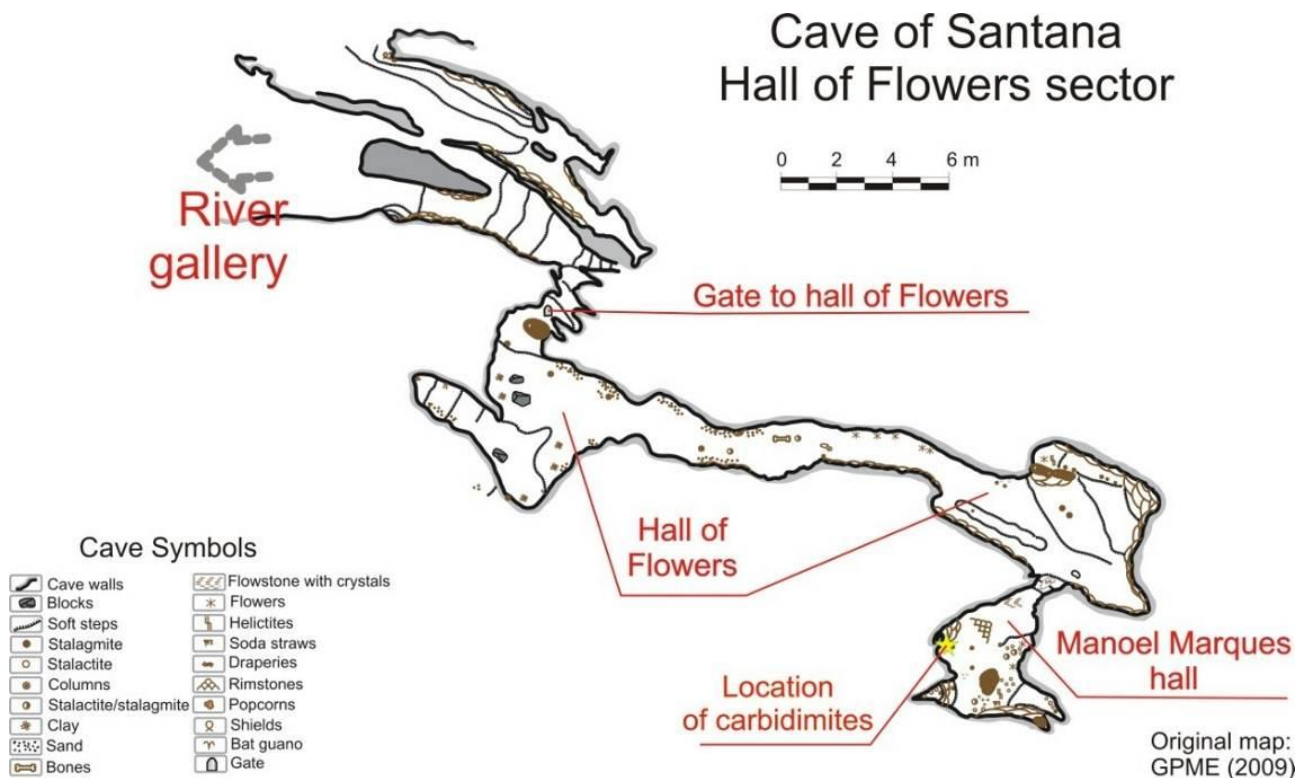 Cave of Santana
Hall of Flowers sector
0 2 4 6 m
River
gallery
Gate to hall of Flowers
Hall of
Flowers
Manoel Marques
hall
Location
of carbidimites
Original map:
GPME (2009)
Cave Symbols
Cave walls
Blocks
Soft steps
Stalagmite
Stalactite
Columns
Stalactite/stalagmite
Clay
Sand
Bones
Flowstone with crystals
Flowers
Helictites
Soda straws
Draperies
Rimstones
Popcorns
Shields
Bat guano
Gate